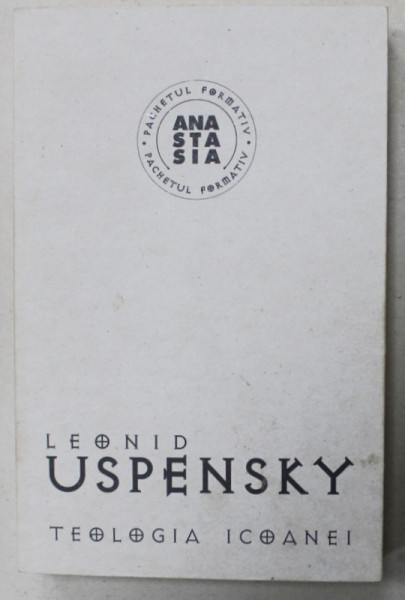 PACHETUL FORMATIV • PACHETUL FORMATIV •
ANA
STA
SIA
LEONID
USPENSKY
TEOLOGIA ICOANEI